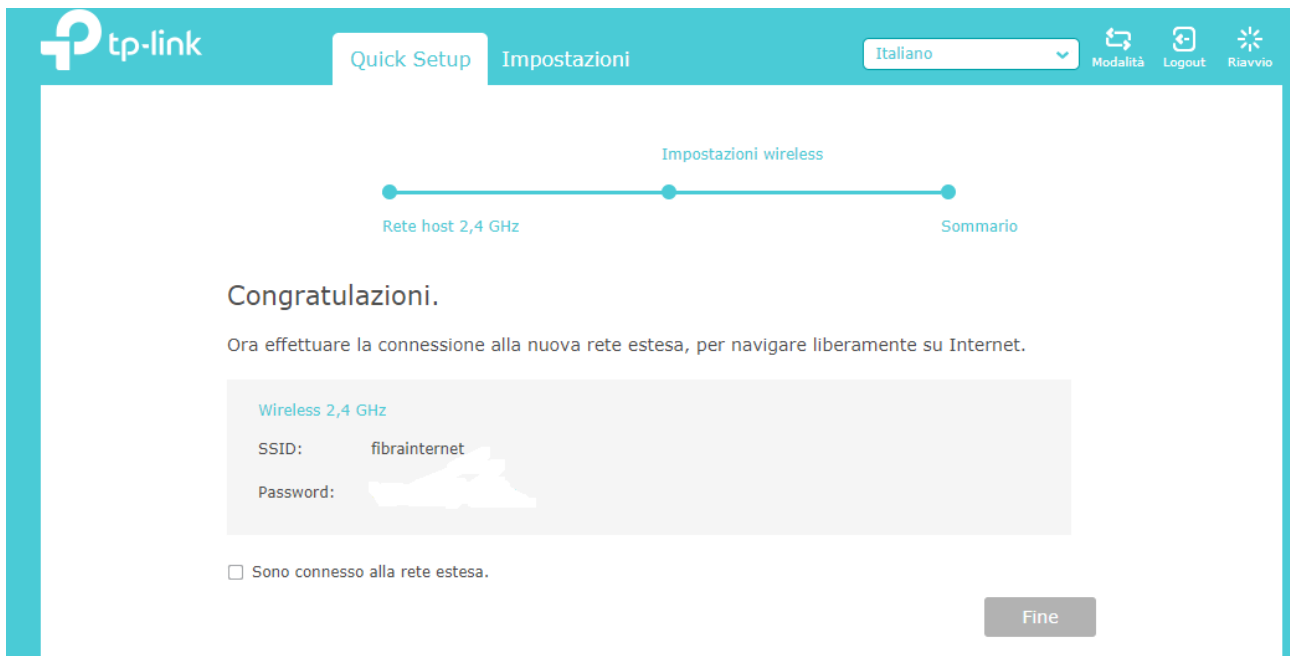 tp-link
Quick Setup
Impostazioni
Italiano
Modalità
Logout
Riavvio
Impostazioni wireless
Rete host 2,4 GHz
Sommario
Congratulazioni.
Ora effettuare la connessione alla nuova rete estesa, per navigare liberamente su Internet.
Wireless 2,4 GHz
SSID: fibrainternet
Password:
Sono connesso alla rete estesa.
Fine